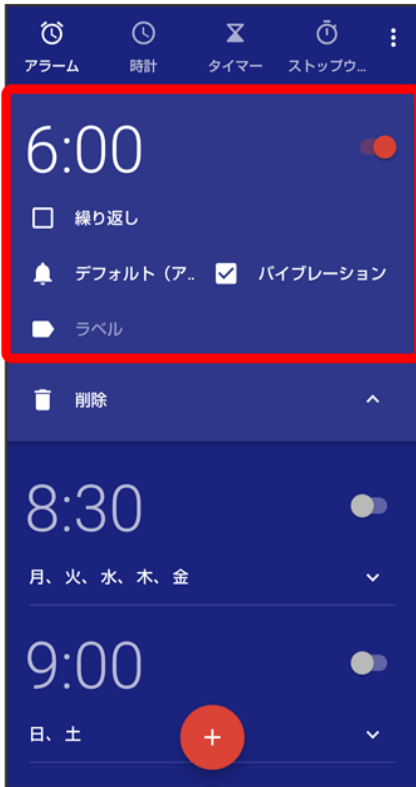 アラーム 時計 タイマー ストップウ...
6:00
繰り返し
デフォルト（ア.. バイブレーション
ラベル
削除
8:30
月、火、水、木、金
9:00
日、土